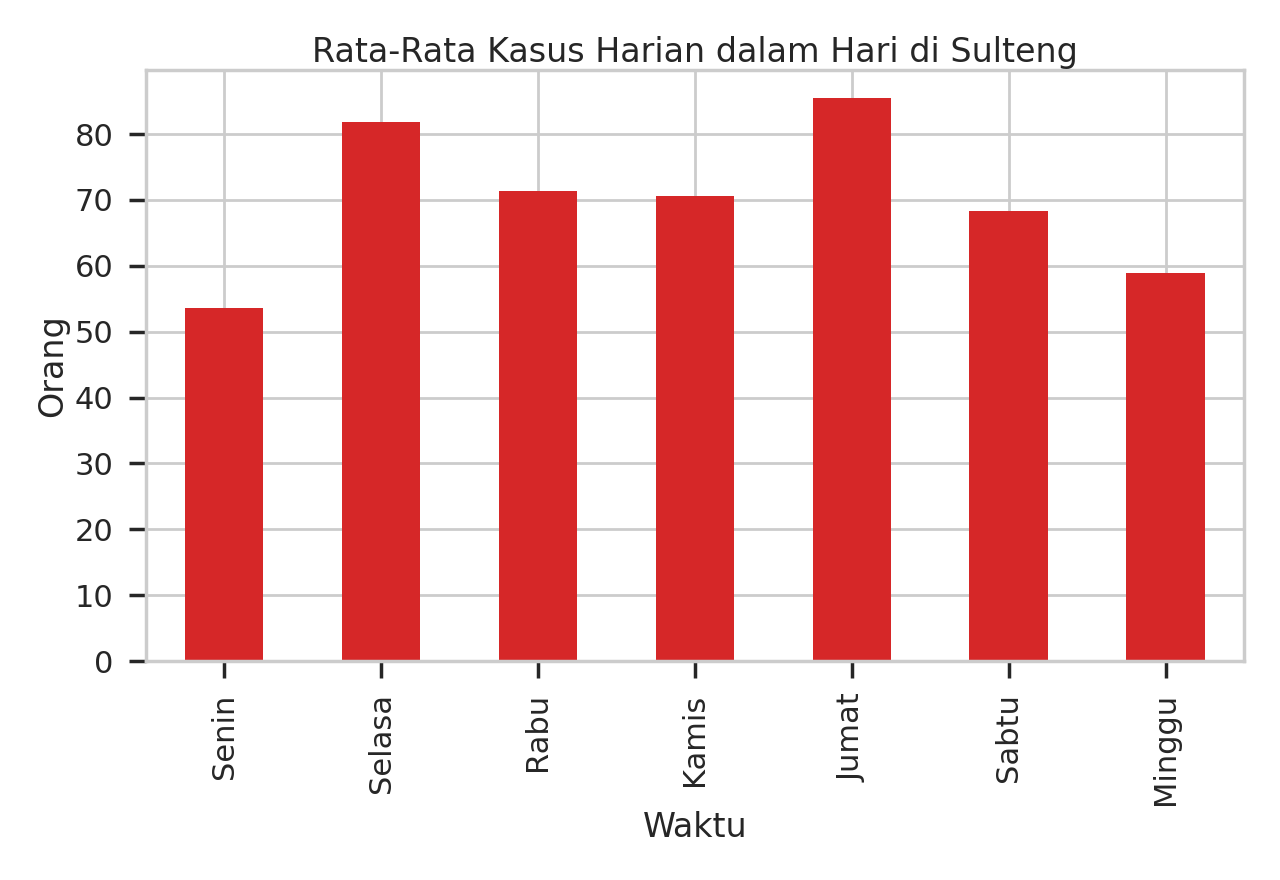 Rata-Rata Kasus Harian dalam Hari di Sulteng
Orang
80
70
60
50
40
30
20
10
0
Senin
Selasa
Rabu
Kamis
Jumat
Sabtu
Minggu
Waktu